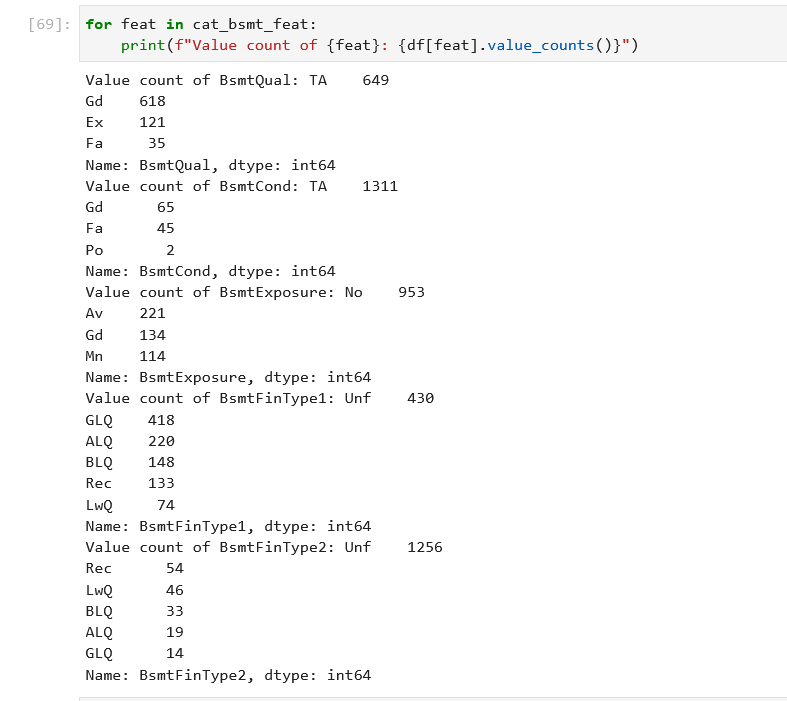 [69]: for feat in cat_bsmt_feat:
print(f"Value count of {feat}: {df[feat].value_counts()}")
Value count of BsmtQual: TA    649
Gd    618
Ex    121
Fa     35
Name: BsmtQual, dtype: int64
Value count of BsmtCond: TA    1311
Gd      65
Fa      45
Po       2
Name: BsmtCond, dtype: int64
Value count of BsmtExposure: No    953
Av    221
Gd    134
Mn    114
Name: BsmtExposure, dtype: int64
Value count of BsmtFinType1: Unf    430
GLQ    418
ALQ    220
BLQ    148
Rec    133
LwQ     74
Name: BsmtFinType1, dtype: int64
Value count of BsmtFinType2: Unf    1256
Rec      54
LwQ      46
BLQ      33
ALQ      19
GLQ      14
Name: BsmtFinType2, dtype: int64